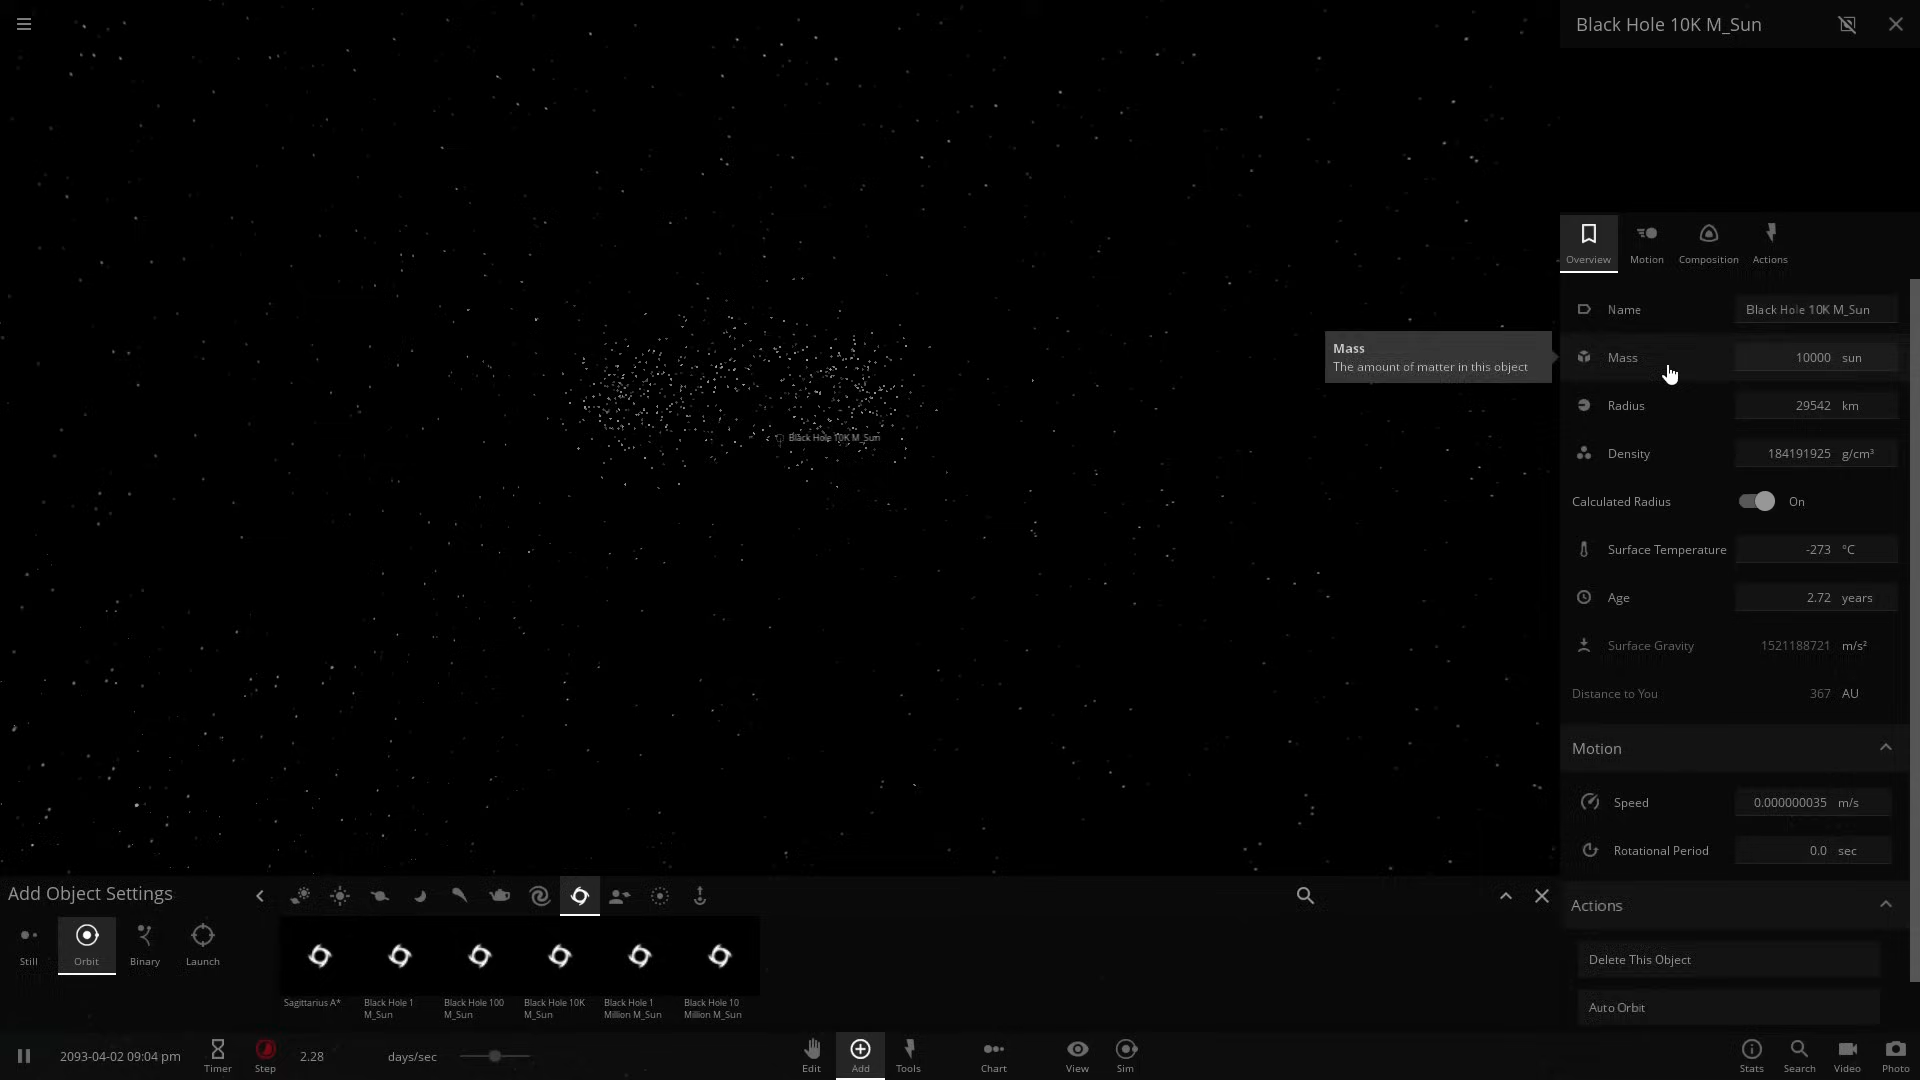 Black Hole 10K M_Sun
Overview
Motion
Composition
Actions
Name
Black Hole 10K M_Sun
Mass
The amount of matter in this object
Mass
10000 sun
Radius
29542 km
Density
184191925 g/cm³
Black Hole 10K M_Sun
Calculated Radius
On
Surface Temperature
-273 °C
Age
2.72 years
Surface Gravity
1521188721 m/s²
Distance to You
367 AU
Motion
Speed
0.000000035 m/s
Rotational Period
0.0 sec
Actions
Delete This Object
Auto Orbit
Add Object Settings
Still
Orbit
Binary
Launch
Sagittarius A*
Black Hole 1
M_Sun
Black Hole 100
M_Sun
Black Hole 10K
M_Sun
Black Hole 1
Million M_Sun
Black Hole 10
Million M_Sun
2093-04-02 09:04 pm
Timer
Step
2.28 days/sec
Edit
Add
Tools
Chart
View
Sim
Stats
Search
Video
Photo